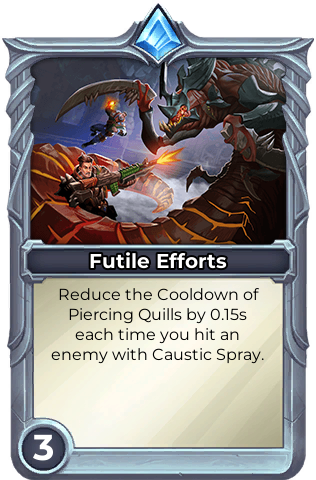 Futile Efforts
Reduce the Cooldown of
Piercing Quills by 0.15s
each time you hit an
enemy with Caustic Spray.
3